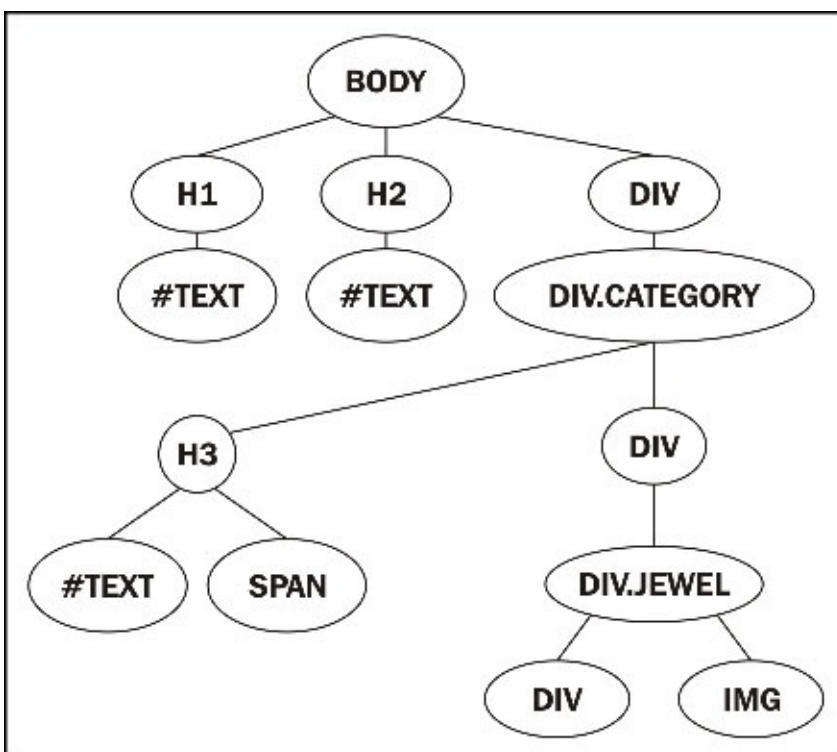 BODY
H1 H2 DIV
#TEXT #TEXT DIV.CATEGORY
H3 DIV
#TEXT SPAN DIV.JEWEL
DIV IMG